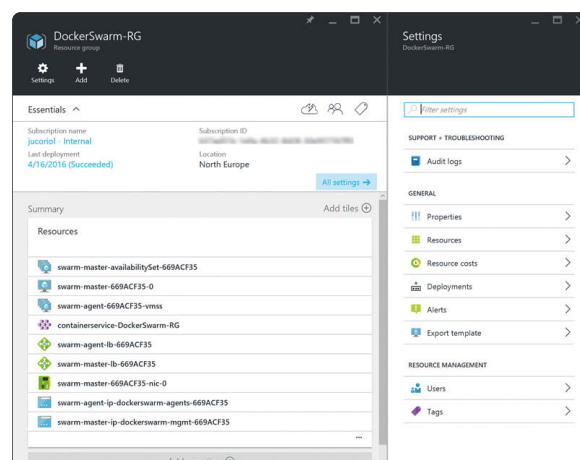 DockerSwarm-RG
Resource group
Settings
Add
Delete
Essentials
Subscription name
jucoriol - Internal
Subscription ID
Last deployment
4/16/2016 (Succeeded)
Location
North Europe
All settings →
Summary
Add tiles
Resources
swarm-master-availabilitySet-669ACF35
swarm-master-669ACF35-0
swarm-agent-669ACF35-vmss
containerservice-DockerSwarm-RG
swarm-agent-lb-669ACF35
swarm-master-lb-669ACF35
swarm-master-669ACF35-nic-0
swarm-agent-ip-dockerswarm-agents-669ACF35
swarm-master-ip-dockerswarm-mgmt-669ACF35
...
Settings
DockerSwarm-RG
Filter settings
SUPPORT + TROUBLESHOOTING
Audit logs
GENERAL
Properties
Resources
Resource costs
Deployments
Alerts
Export template
RESOURCE MANAGEMENT
Users
Tags